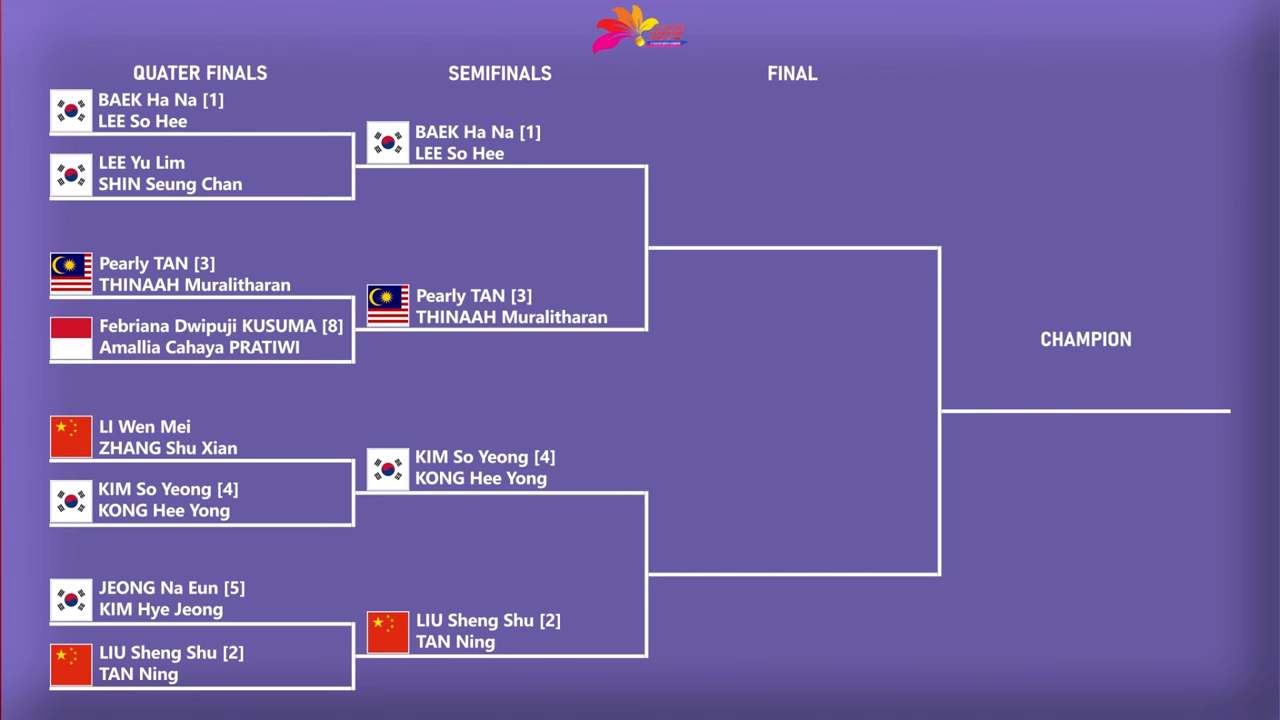 QUATER FINALS
SEMIFINALS
FINAL
BAEK Ha Na [1]
LEE So Hee
LEE Yu Lim
SHIN Seung Chan
Pearly TAN [3]
THINAAH Muralitharan
Febriana Dwipuji KUSUMA [8]
Amallia Cahaya PRATIWI
LI Wen Mei
ZHANG Shu Xian
KIM So Yeong [4]
KONG Hee Yong
JEONG Na Eun [5]
KIM Hye Jeong
LIU Sheng Shu [2]
TAN Ning
BAEK Ha Na [1]
LEE So Hee
Pearly TAN [3]
THINAAH Muralitharan
KIM So Yeong [4]
KONG Hee Yong
LIU Sheng Shu [2]
TAN Ning
CHAMPION